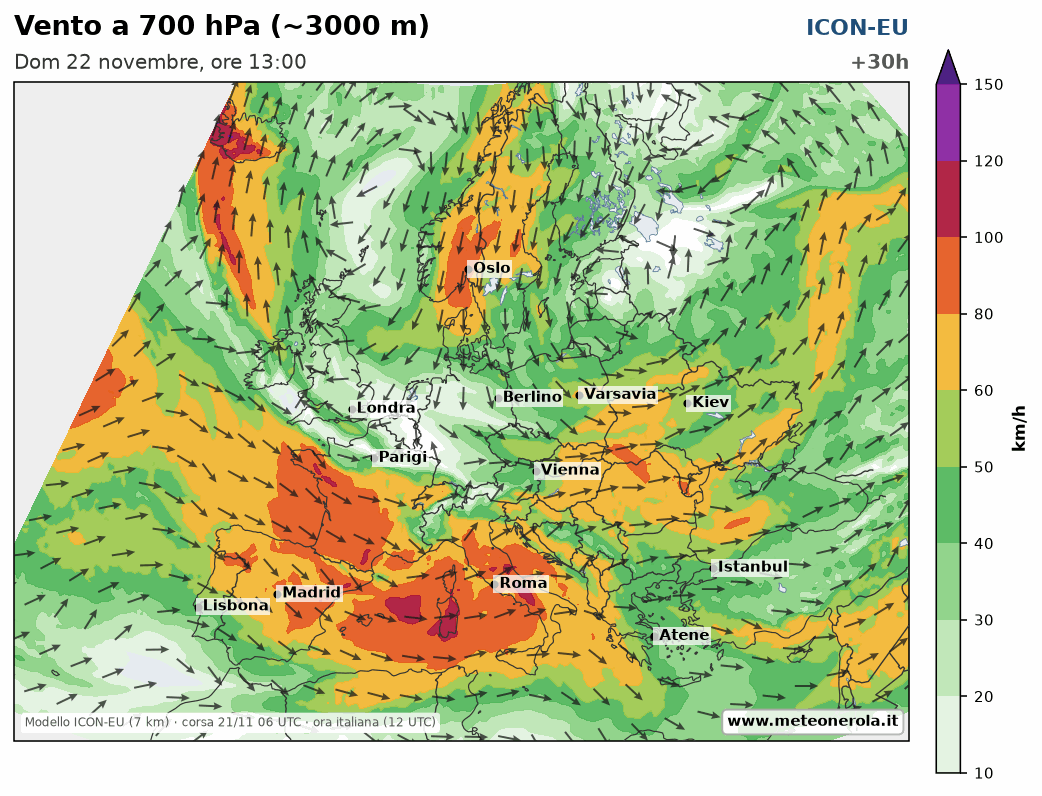 Vento a 700 hPa (~3000 m)
ICON-EU
Dom 22 novembre, ore 13:00
+30h
150
120
100
80
60
50
40
30
20
10
km/h
Oslo
Berlino
Varsavia
Kiev
Londra
Parigi
Vienna
Istanbul
Roma
Madrid
Lisbona
Atene
Modello ICON-EU (7 km) · corsa 21/11 06 UTC · ora italiana (12 UTC)
www.meteonerola.it